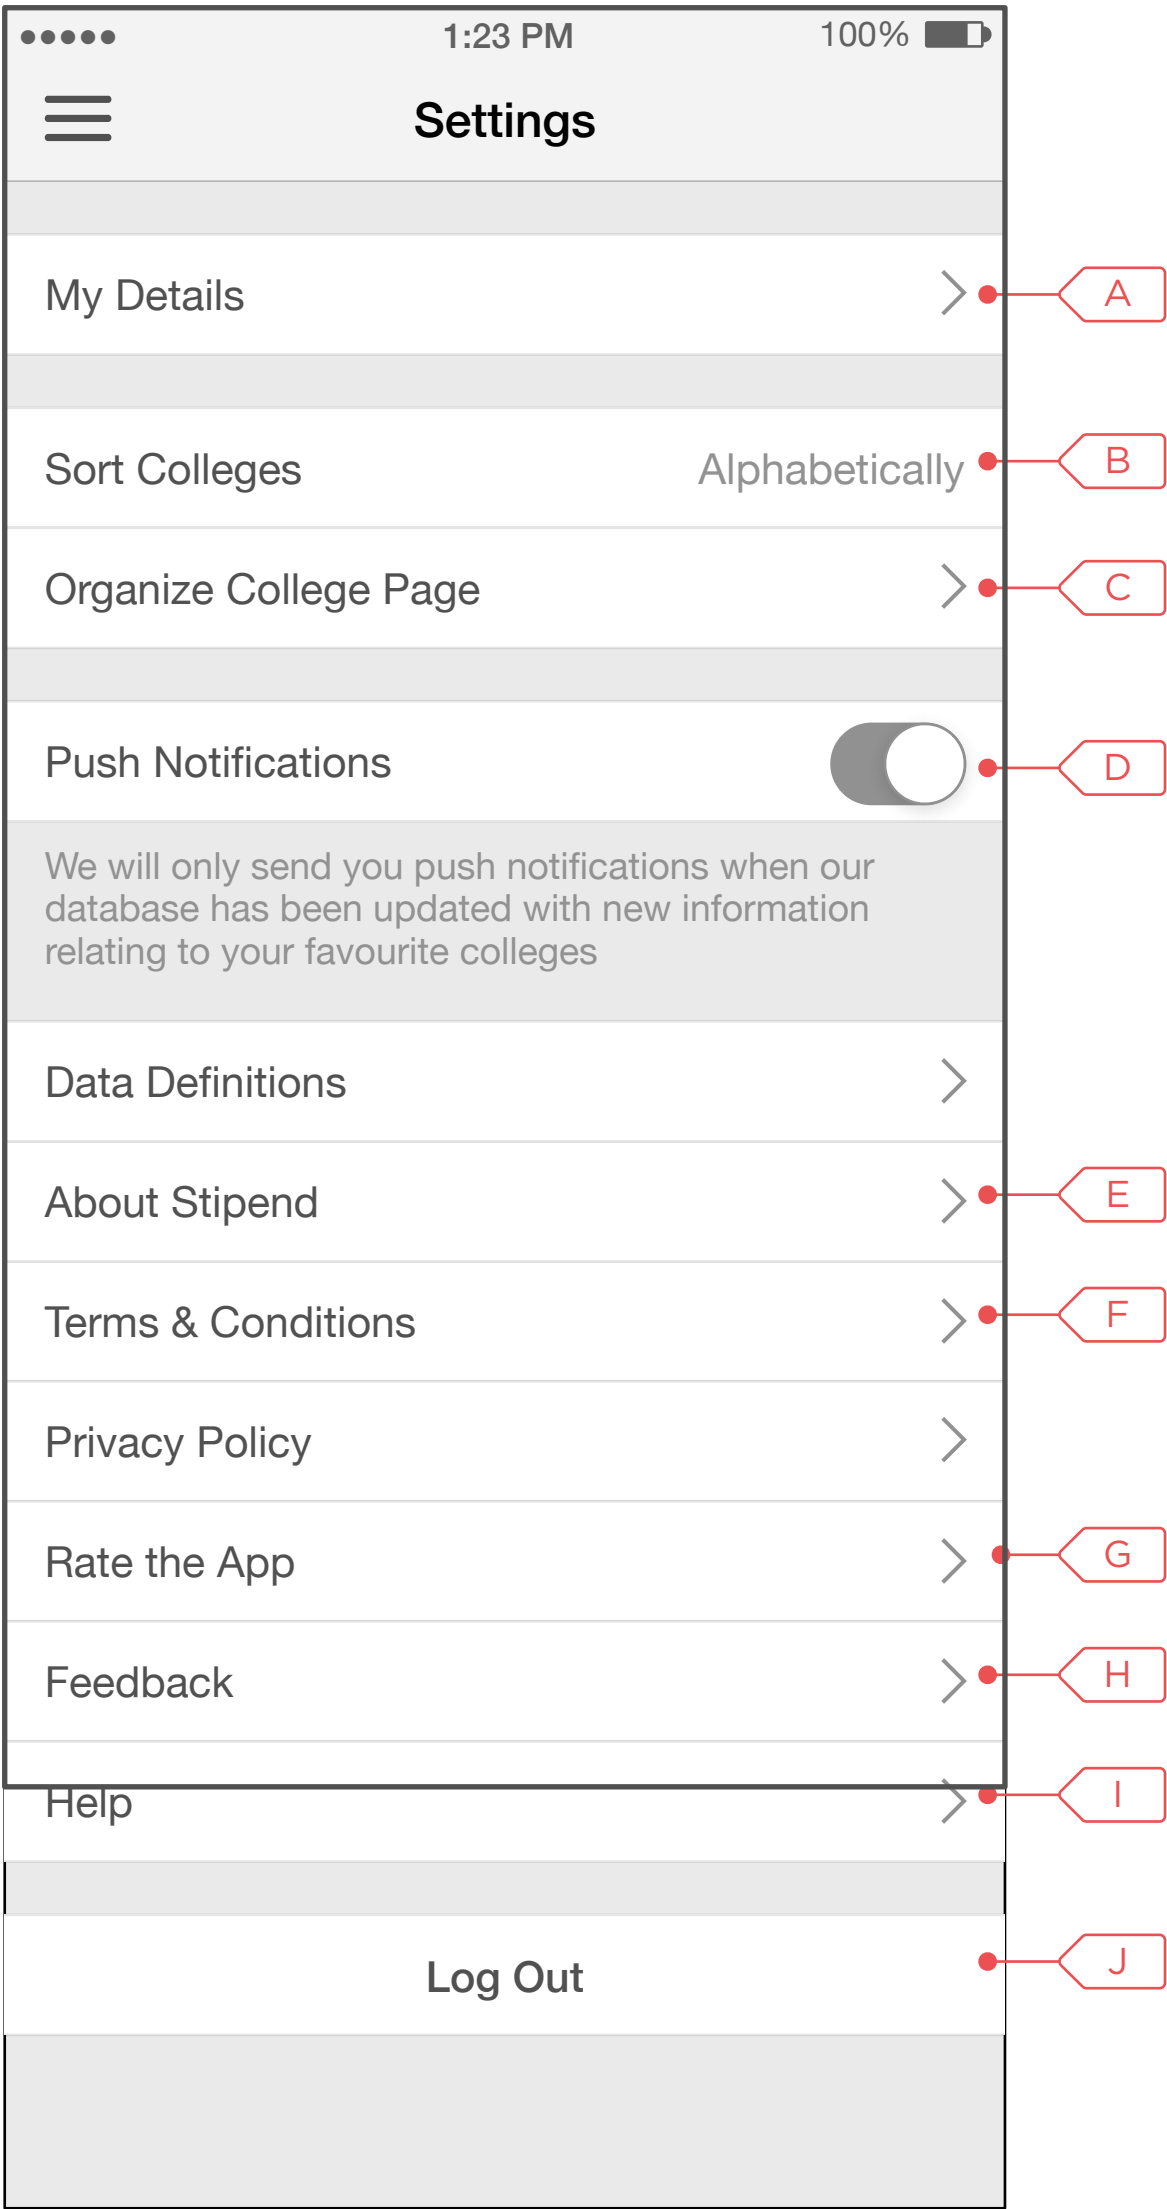 1:23 PM 100%
Settings
My Details A
Sort Colleges Alphabetically B
Organize College Page C
Push Notifications D
We will only send you push notifications when our
database has been updated with new information
relating to your favourite colleges
Data Definitions
About Stipend E
Terms & Conditions F
Privacy Policy
Rate the App G
Feedback H
Help I
Log Out J